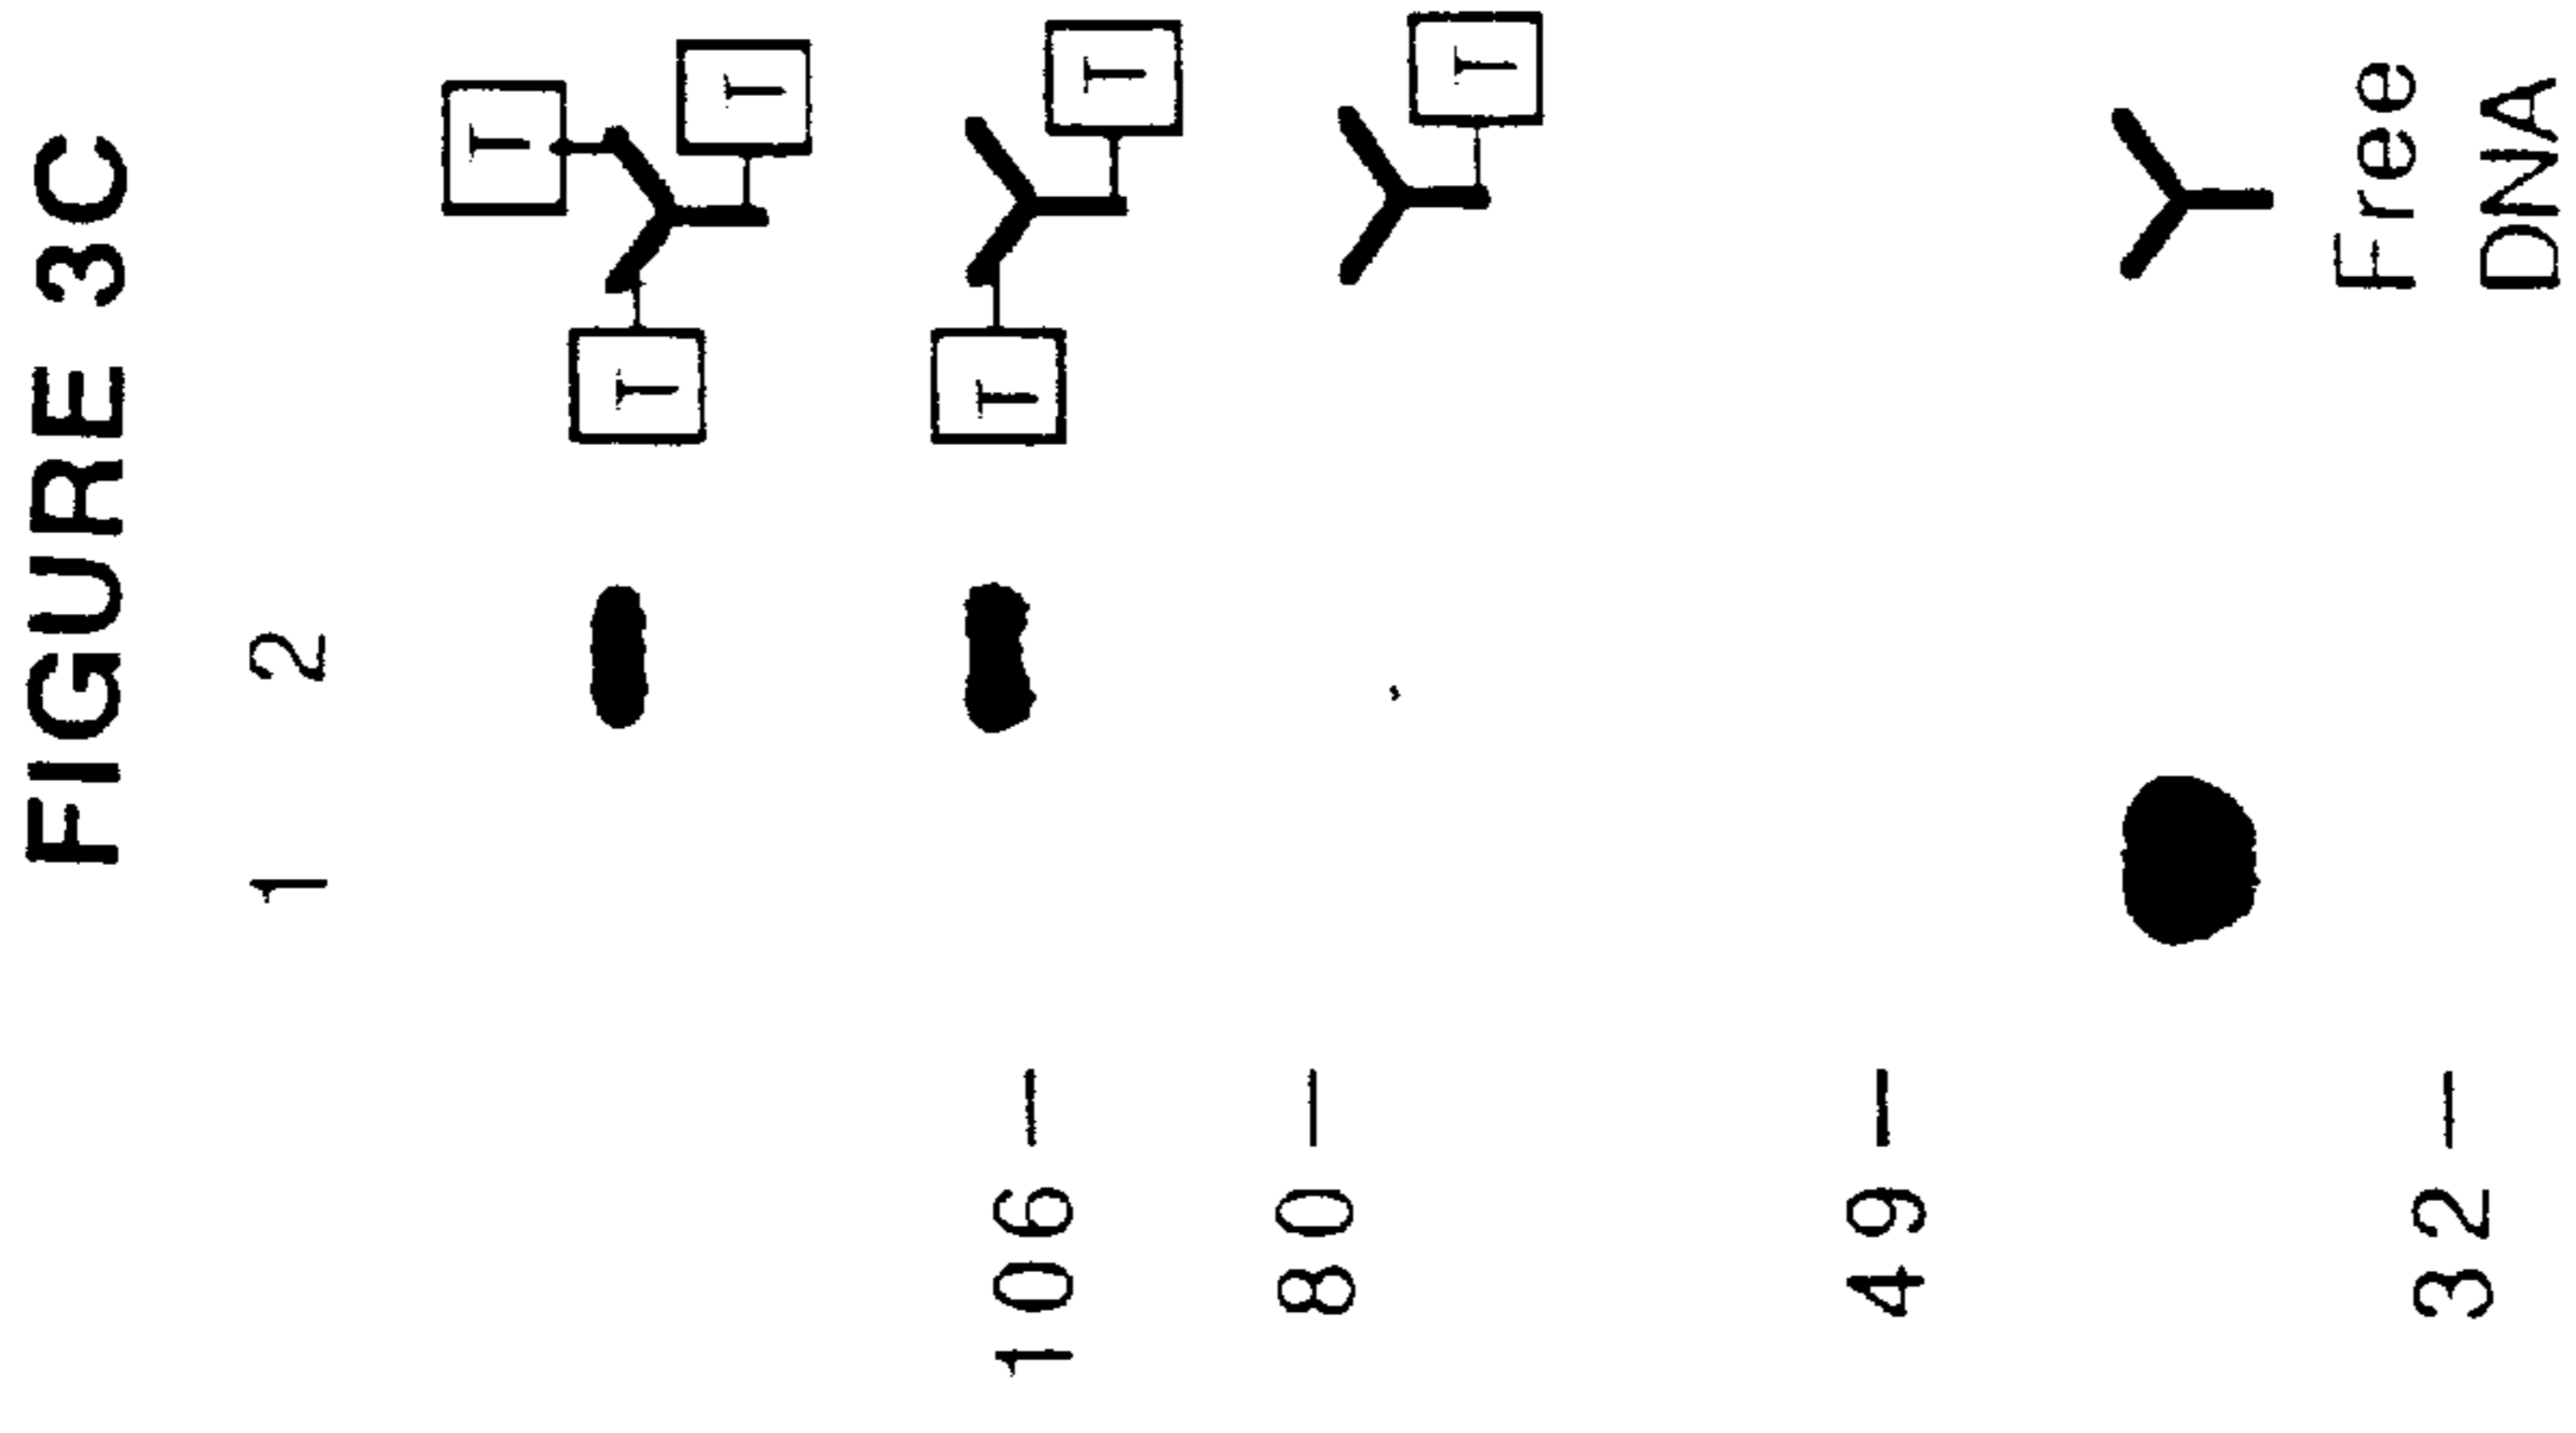 FIGURE 3C
1 2
T
T T
106 —
T T
80 —
T
49 —
32 —
Free
DNA